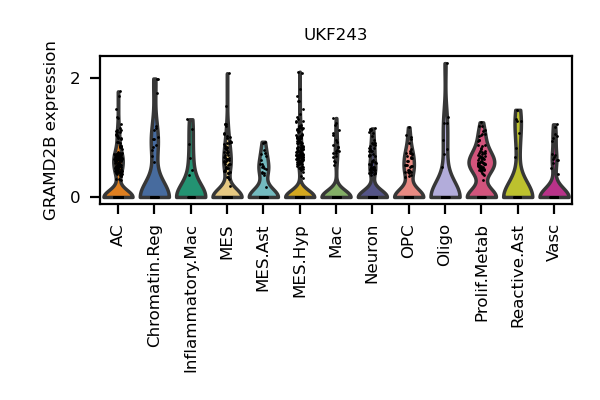 UKF243
GRAMD2B expression
2
0
AC
Chromatin.Reg
Inflammatory.Mac
MES
MES.Ast
MES.Hyp
Mac
Neuron
OPC
Oligo
Prolif.Metab
Reactive.Ast
Vasc